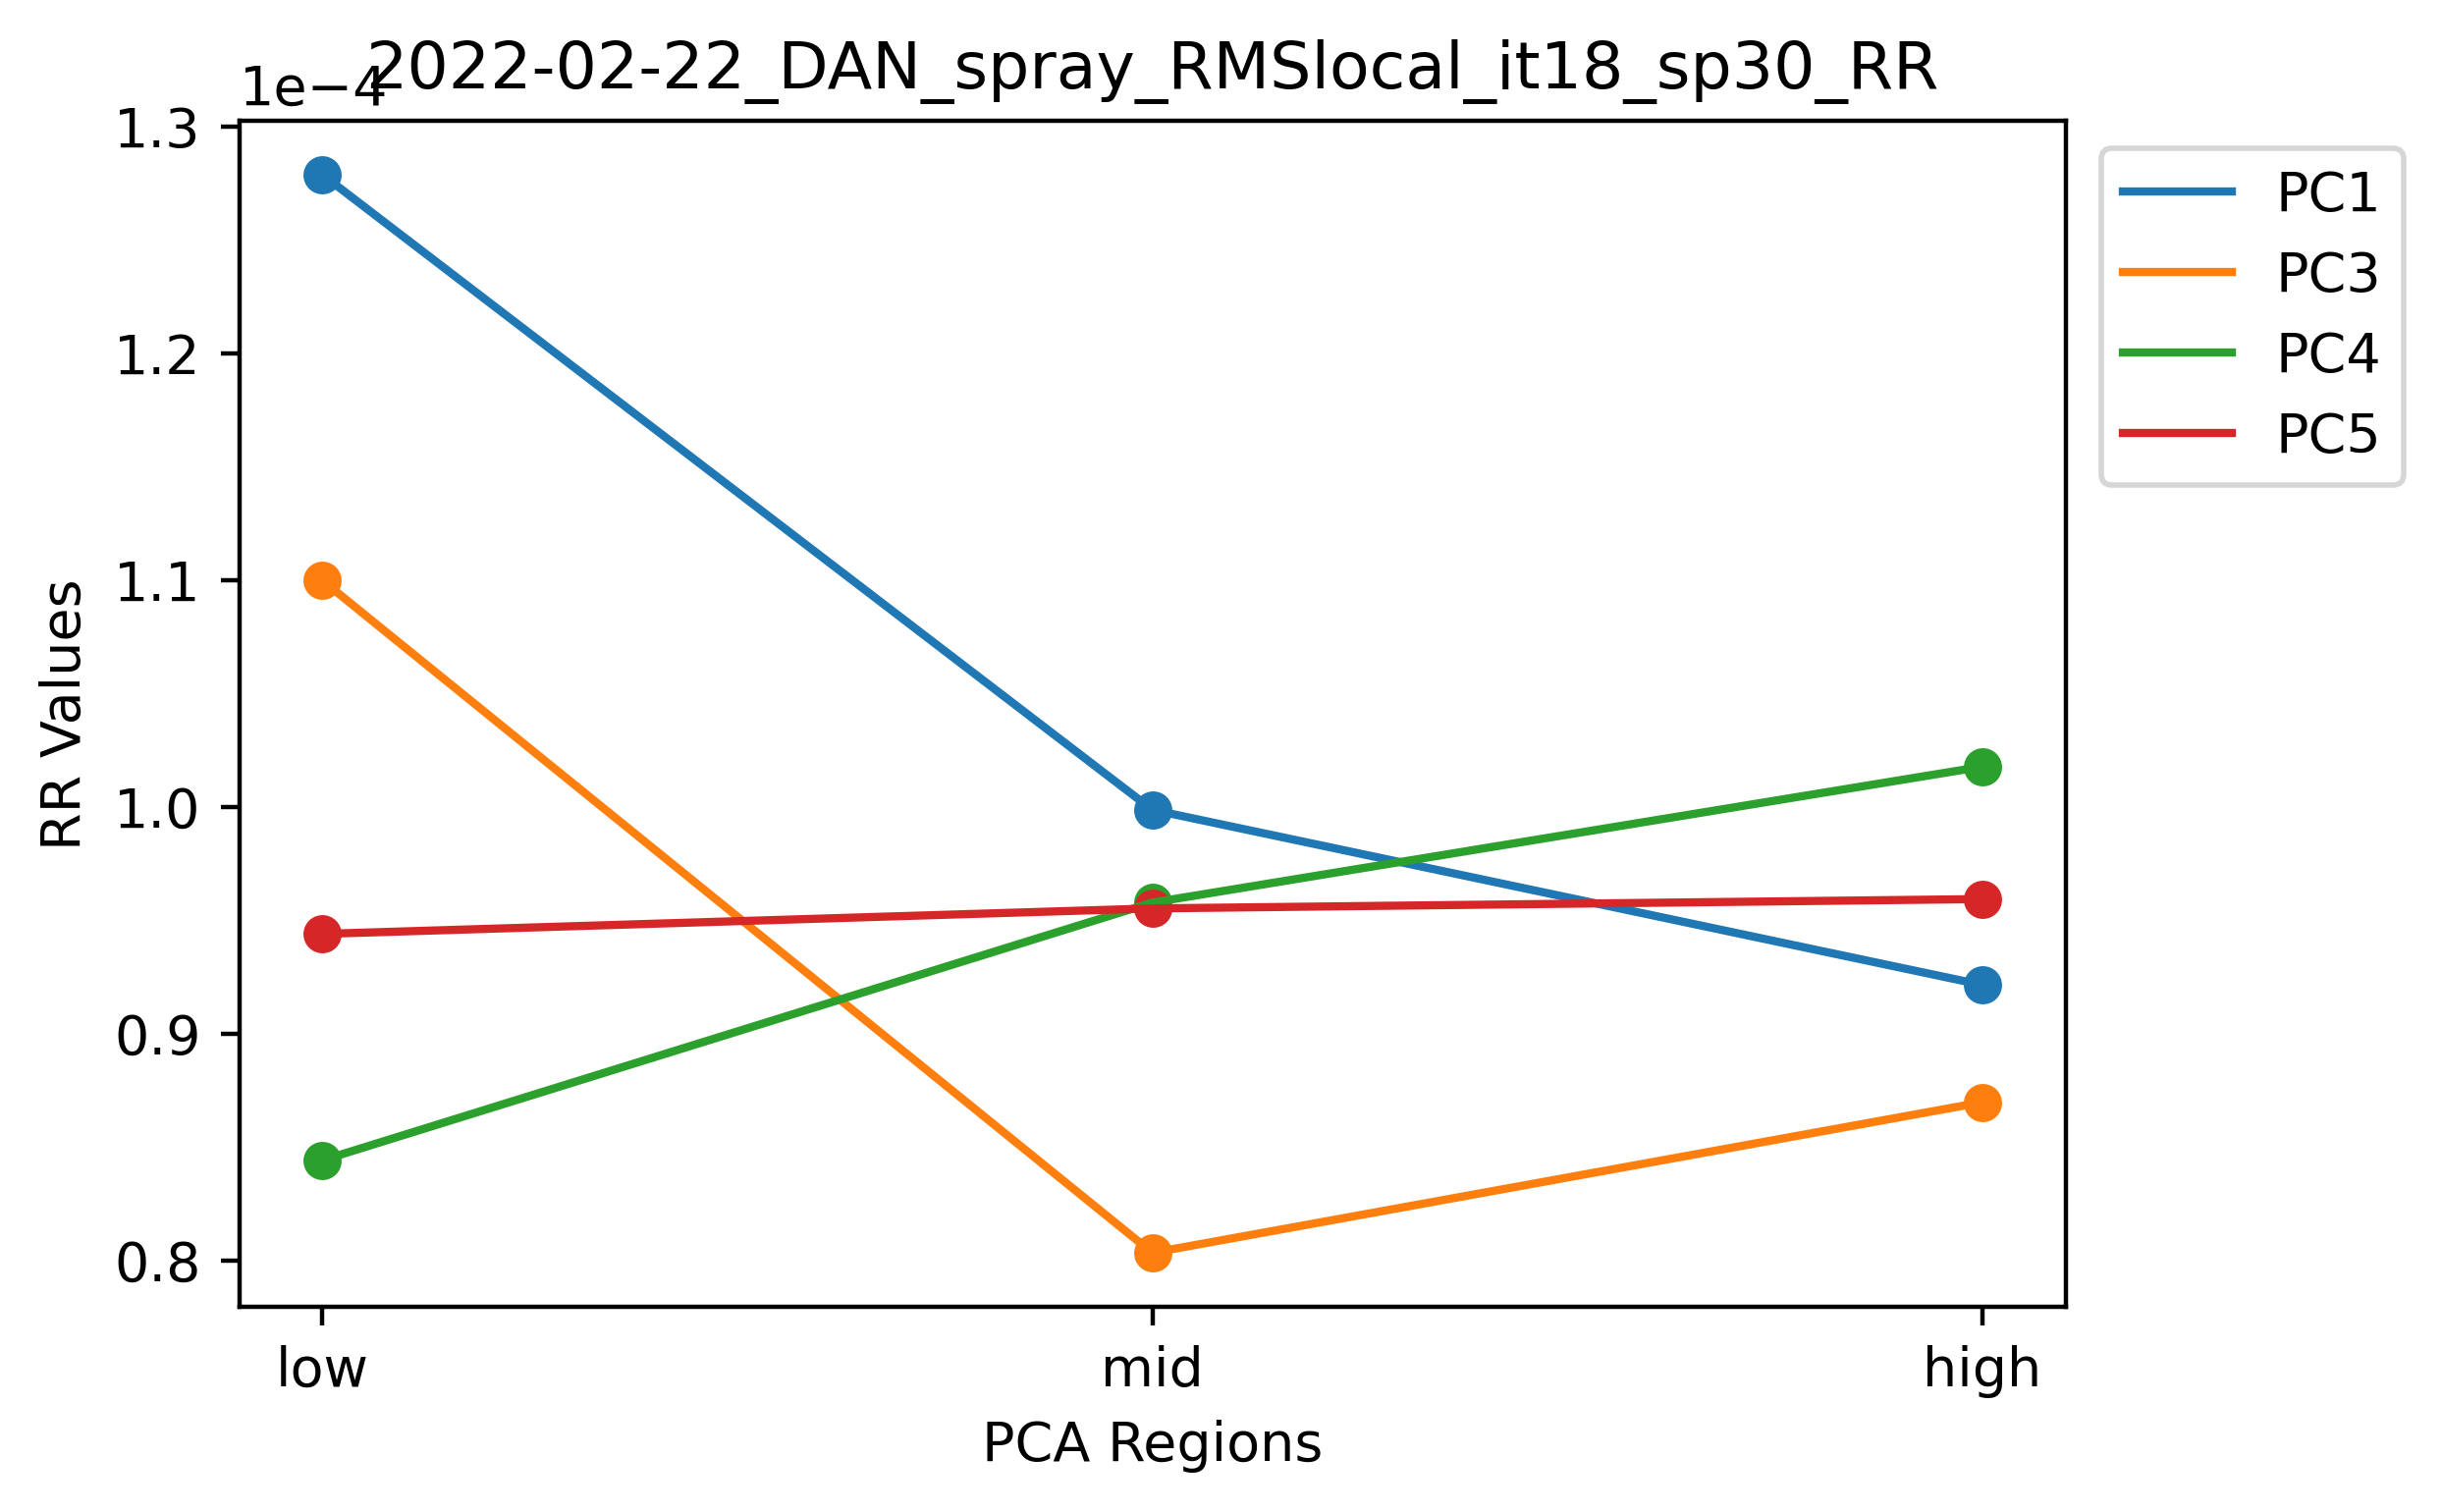 1e−4
2022-02-22_DAN_spray_RMSlocal_it18_sp30_RR
1.3
1.2
1.1
1.0
0.9
0.8
RR Values
low
mid
high
PCA Regions
PC1
PC3
PC4
PC5